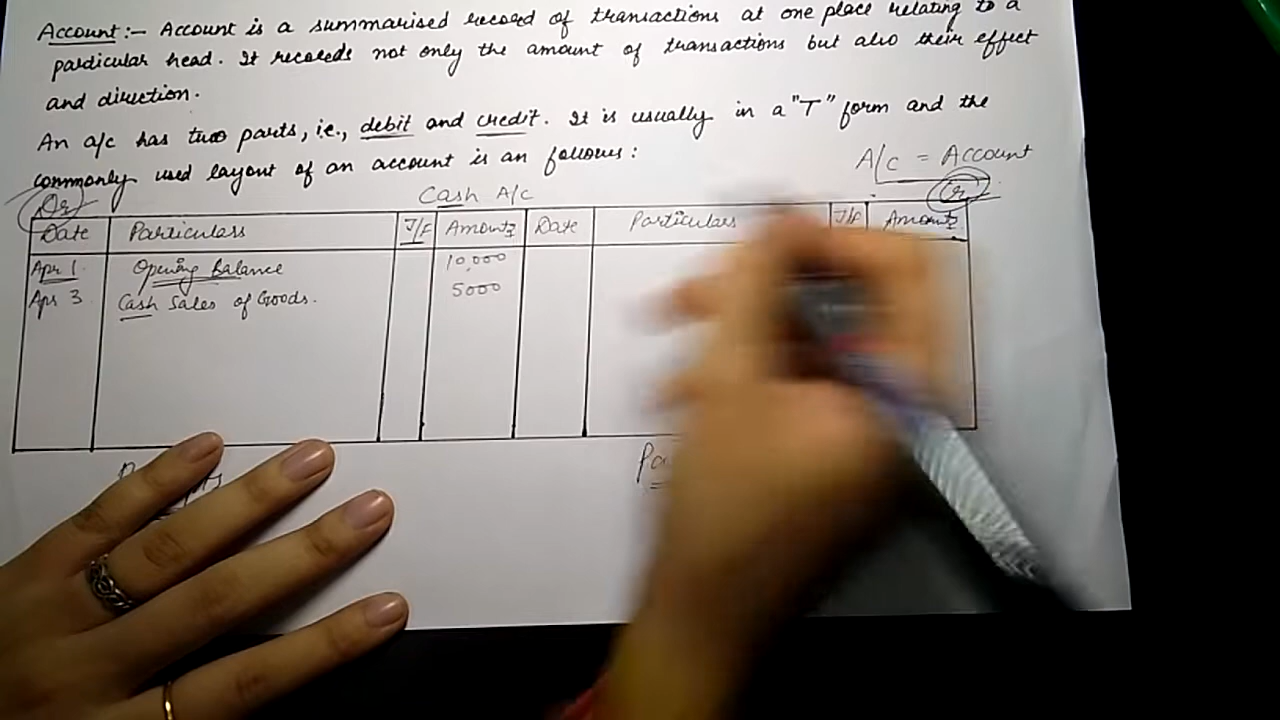 Account :- Account is a summarised record of transactions at one place relating to a
particular head. It records not only the amount of transactions but also their effect
and direction.
An a/c has two parts, i.e., debit and credit. It is usually in a "T" form and the
commonly used layout of an account is an follows:
A/c = Account
Dr Cash A/c Cr
Date Particulars J/F Amount Date Particulars J/F Amount
Apr 1. Opening Balance 10,000
Apr 3 Cash Sales of Goods. 5000